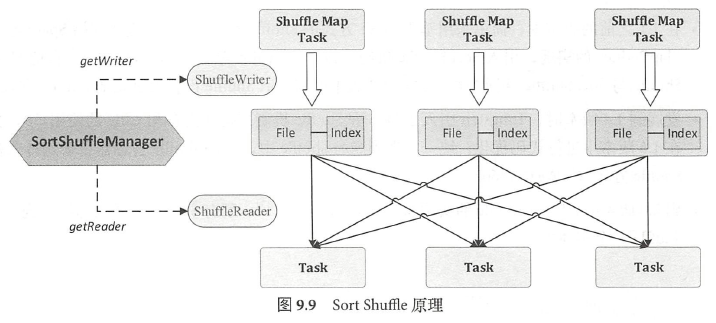 Shuffle Map
Task
Shuffle Map
Task
Shuffle Map
Task
getWriter
ShuffleWriter
SortShuffleManager
File
Index
File
Index
File
Index
ShuffleReader
getReader
Task
Task
Task
图 9.9 Sort Shuffle 原理